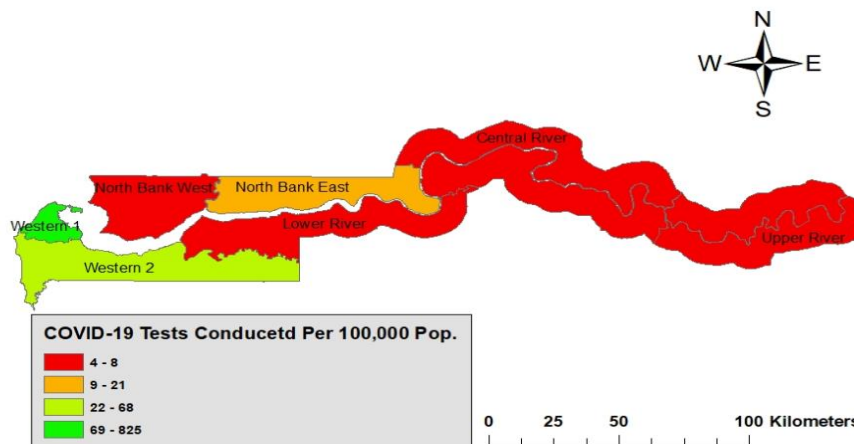 N
W E
S
Central River
North Bank West
North Bank East
Lower River
Western 1
Upper River
Western 2
COVID-19 Tests Conducetd Per 100,000 Pop.
4 - 8
9 - 21
22 - 68
69 - 825
0 25 50 100 Kilometers